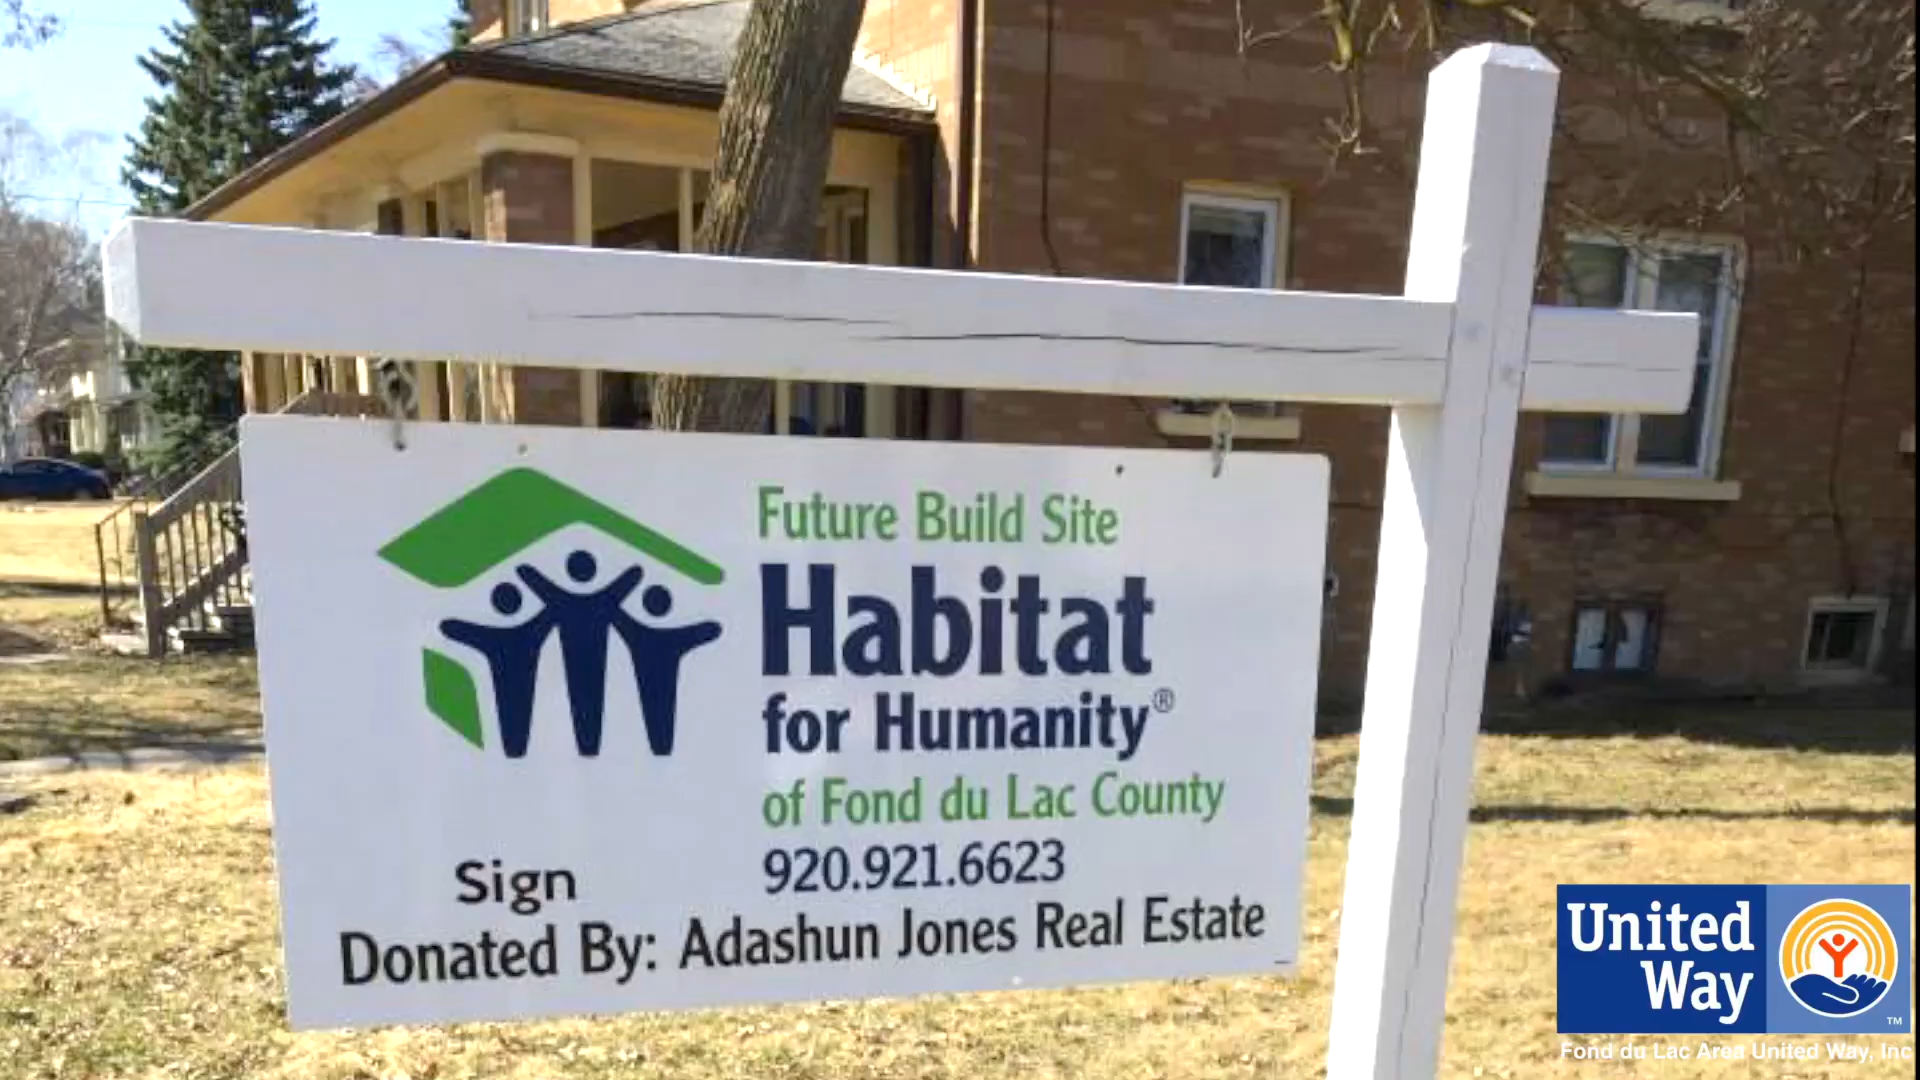 Future Build Site
Habitat
for Humanity®
of Fond du Lac County
920.921.6623
Sign
Donated By: Adashun Jones Real Estate
United
Way
TM
Fond du Lac Area United Way, Inc